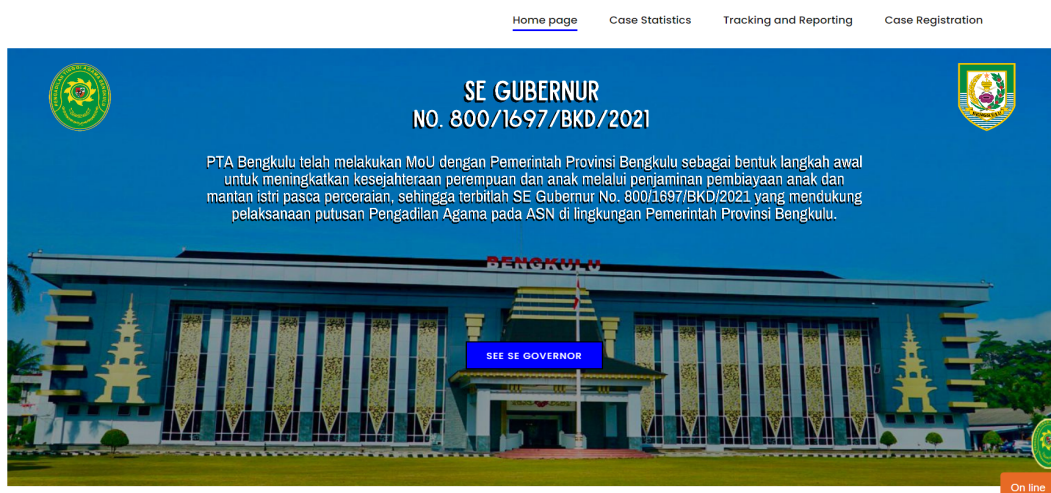 Home page
Case Statistics
Tracking and Reporting
Case Registration
SE GUBERNUR
NO. 800/1697/BKD/2021
PTA Bengkulu telah melakukan MoU dengan Pemerintah Provinsi Bengkulu sebagai bentuk langkah awal
untuk meningkatkan kesejahteraan perempuan dan anak melalui penjaminan pembiayaan anak dan
mantan istri pasca perceraian, sehingga terbitlah SE Gubernur No. 800/1697/BKD/2021 yang mendukung
pelaksanaan putusan Pengadilan Agama pada ASN di lingkungan Pemerintah Provinsi Bengkulu.
BENGKULU
BENGKULU
SEE SE GOVERNOR
On line